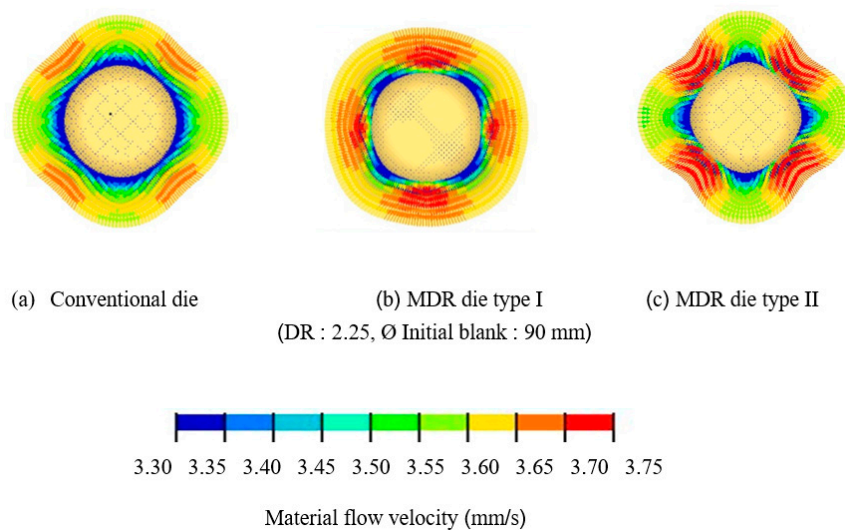 (a) Conventional die (b) MDR die type I (c) MDR die type II
(DR : 2.25, Ø Initial blank : 90 mm)
3.30 3.35 3.40 3.45 3.50 3.55 3.60 3.65 3.70 3.75
Material flow velocity (mm/s)